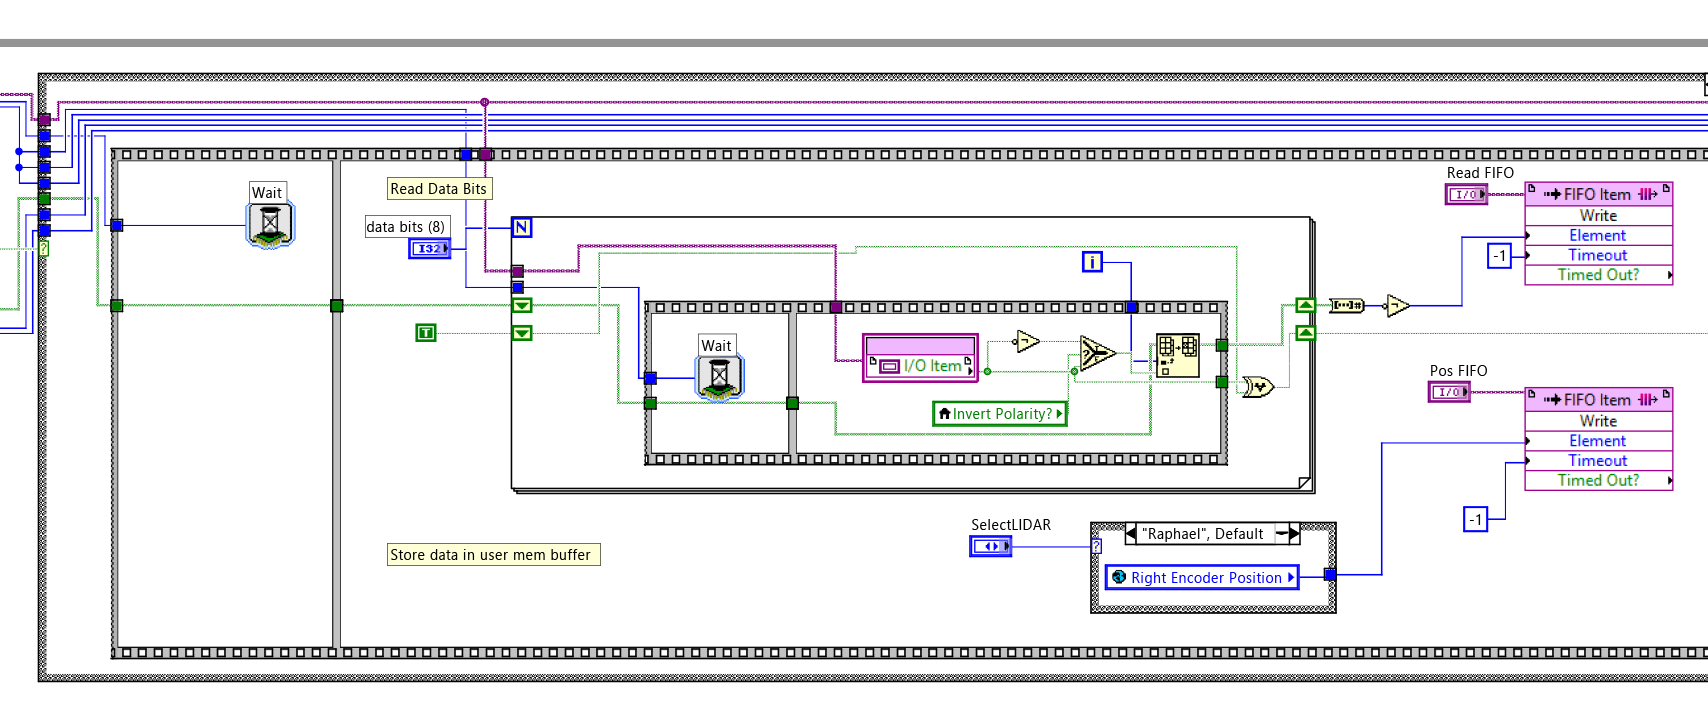 Wait
Read Data Bits
data bits (8)
I32
N
i
T
Wait
I/O Item
Invert Polarity?
?
Read FIFO
I/O
FIFO Item
Write
Element
-1
Timeout
Timed Out?
Pos FIFO
I/O
FIFO Item
Write
Element
Timeout
Timed Out?
-1
SelectLIDAR
"Raphael", Default
?
Right Encoder Position
Store data in user mem buffer
?